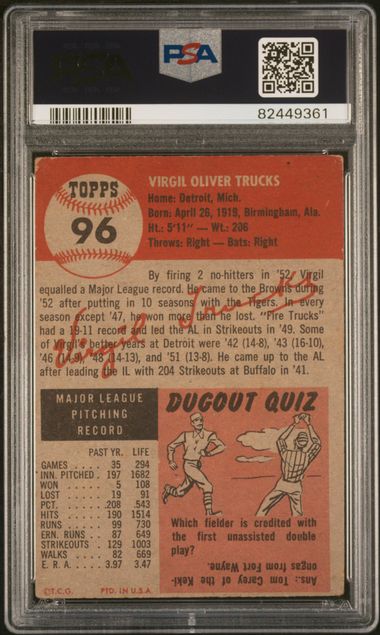 PSA
PSA
82449361
TOPPS
96
VIRGIL OLIVER TRUCKS
Home: Detroit, Mich.
Born: April 26, 1919, Birmingham, Ala.
Ht.: 5'11" — Wt.: 206
Throws: Right — Bats: Right
By firing 2 no-hitters in '52, Virgil
equalled a Major League record. He came to the Browns during
'52 after putting in 10 seasons with the Tigers. In every season
except '47, he won more than he lost. "Fire Trucks"
had a 19-11 record and led the AL in Strikeouts in '49. Some
of Virgil's better years at Detroit were '42 (14-8), '43 (16-10),
'46 (14-9), '48 (14-13), and '51 (13-8). He came up to the AL
after leading the IL with 204 Strikeouts at Buffalo in '41.
Virgil Trucks
MAJOR LEAGUE
PITCHING
RECORD
PAST YR. LIFE
GAMES 35 294
INN. PITCHED 197 1682
WON 5 108
LOST 19 91
PCT. .208 .543
HITS 190 1514
RUNS 99 730
ERN. RUNS 87 649
STRIKEOUTS 129 1003
WALKS 82 669
E. R. A. 3.97 3.47
©T.C.G. PTD. IN U.S.A.
DUGOUT QUIZ
Which fielder is credited with
the first unassisted double
play?
Ans.: Tom Carey of the Keki-
ongas from Fort Wayne.